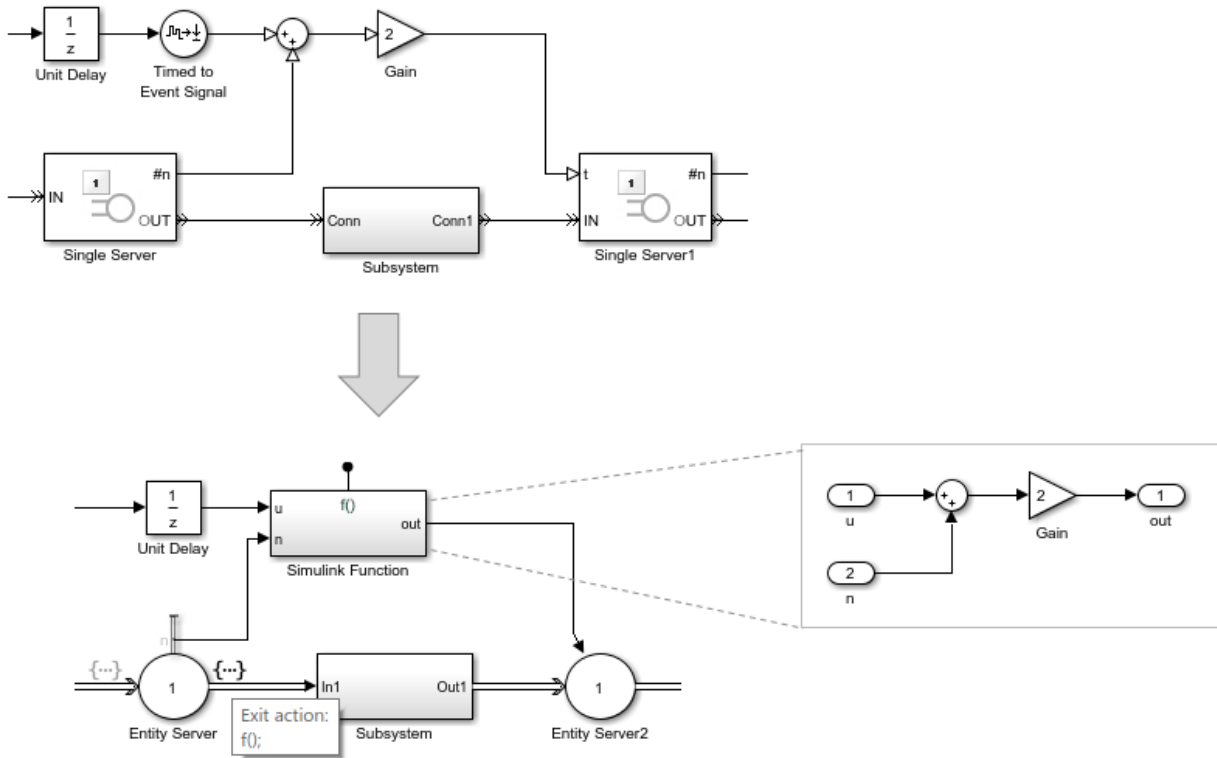 1
z
Unit Delay
Timed to
Event Signal
+
+
2
Gain
IN
1
#n
OUT
Single Server
Conn
Conn1
Subsystem
t
IN
1
#n
OUT
Single Server1
1
z
Unit Delay
u
n
f()
out
Simulink Function
1
u
2
n
+
+
2
Gain
1
out
n
{...}
1
Entity Server
{...}
In1
Out1
Subsystem
Exit action:
f();
1
Entity Server2